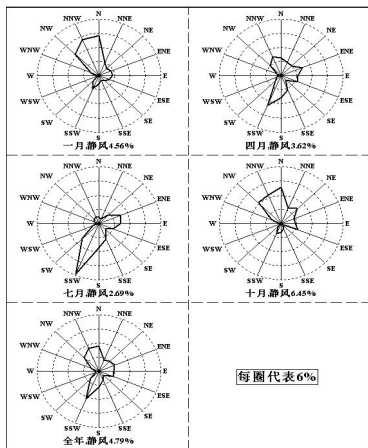 N
NNW NNE
NW NE
WNW ENE
W E
WSW ESE
SW SE
SSW SSE
S
一月,静风4.56%
N
NNW NNE
NW NE
WNW ENE
W E
WSW ESE
SW SE
SSW SSE
S
四月,静风3.62%
N
NNW NNE
NW NE
WNW ENE
W E
WSW ESE
SW SE
SSW SSE
S
七月,静风2.69%
N
NNW NNE
NW NE
WNW ENE
W E
WSW ESE
SW SE
SSW SSE
S
十月,静风6.45%
N
NNW NNE
NW NE
WNW ENE
W E
WSW ESE
SW SE
SSW SSE
S
全年,静风4.79%
每圈代表6%